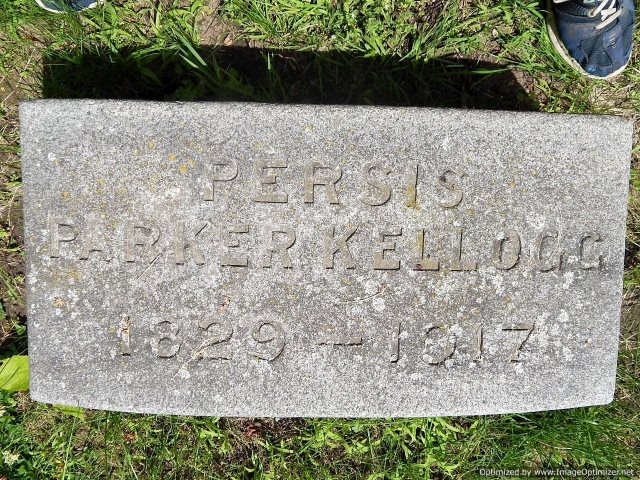 PERSIS
PARKER KELLOGG
1829 – 1917
Optimized by www.ImageOptimizer.net